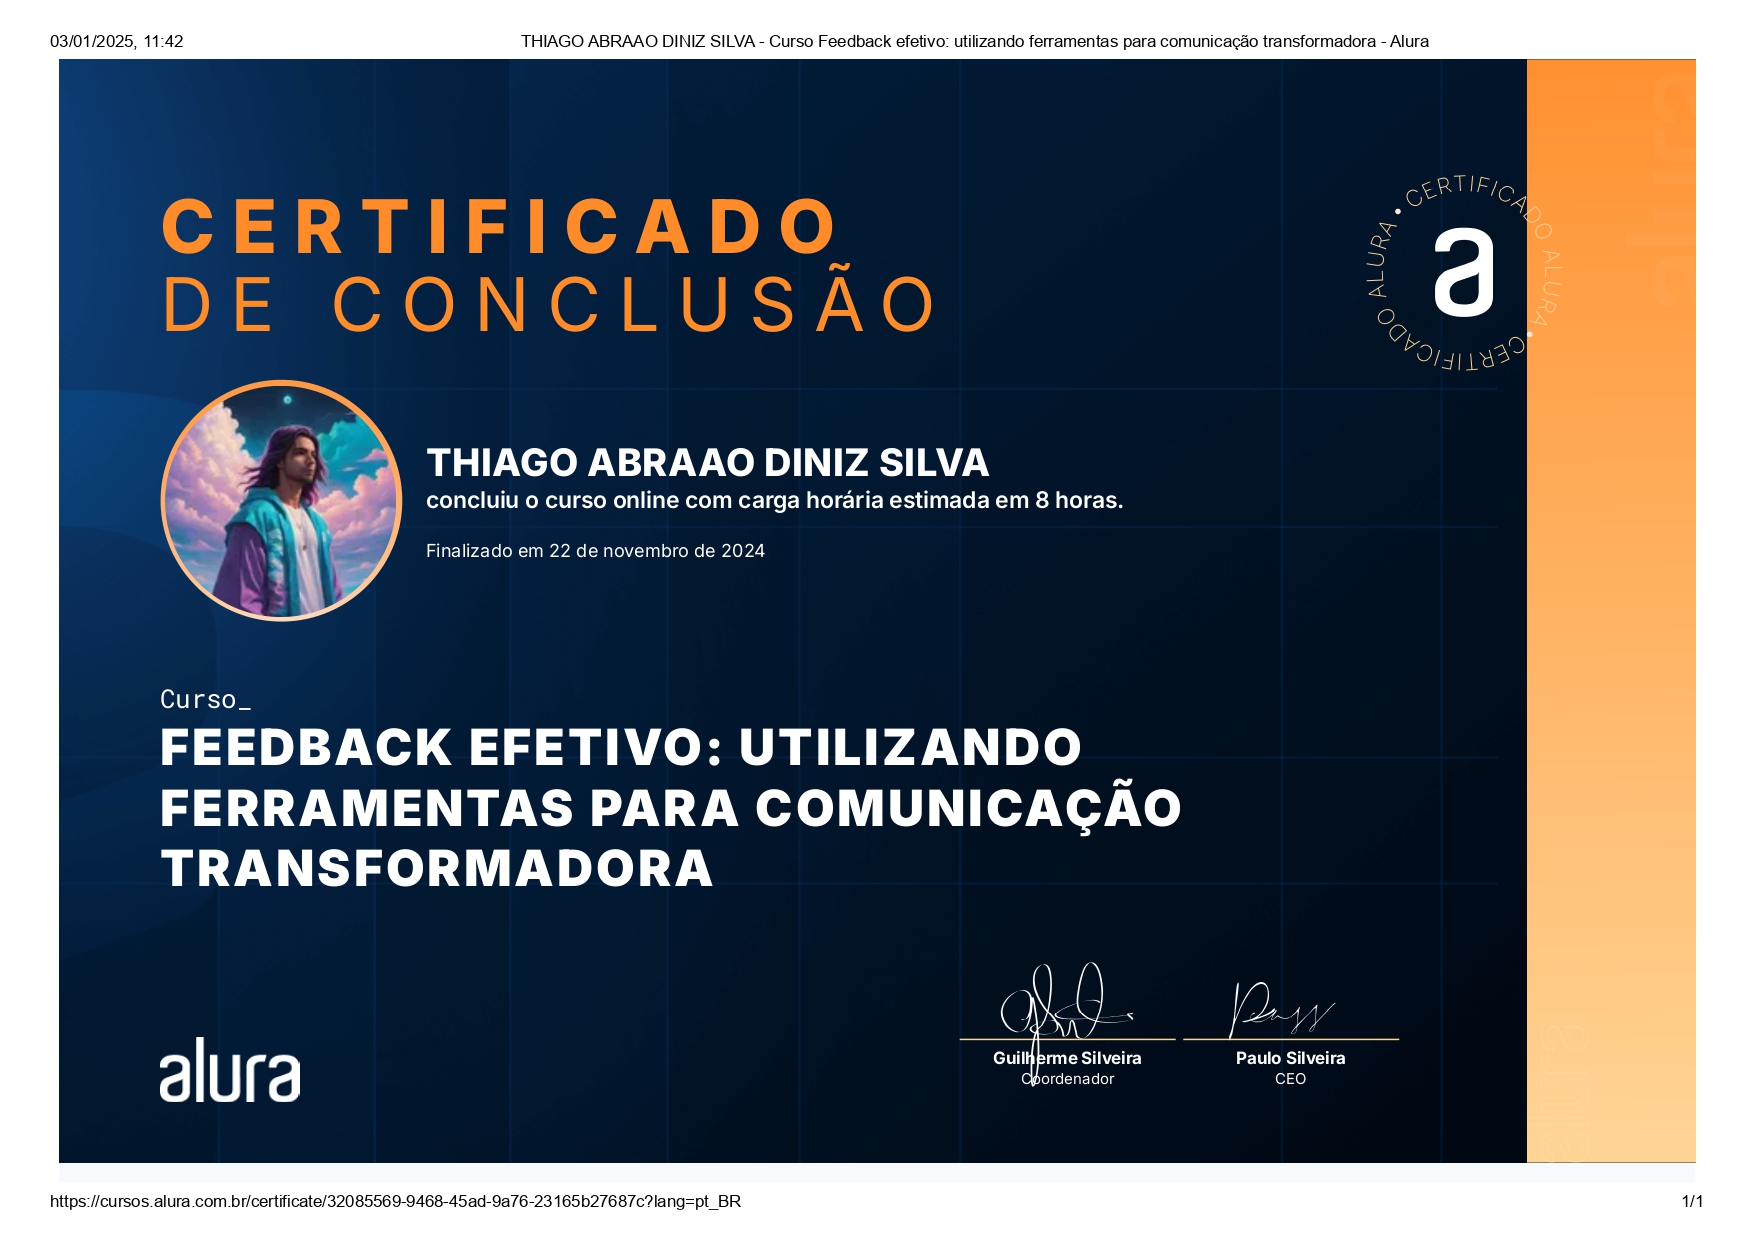 03/01/2025, 11:42
THIAGO ABRAAO DINIZ SILVA - Curso Feedback efetivo: utilizando ferramentas para comunicação transformadora - Alura
CERTIFICADO
DE CONCLUSÃO
CERTIFICADO ALURA • CERTIFICADO ALURA •
a
THIAGO ABRAAO DINIZ SILVA
concluiu o curso online com carga horária estimada em 8 horas.
Finalizado em 22 de novembro de 2024
Curso_
FEEDBACK EFETIVO: UTILIZANDO
FERRAMENTAS PARA COMUNICAÇÃO
TRANSFORMADORA
alura
Guilherme Silveira
Coordenador
Paulo Silveira
CEO
alura
alura
https://cursos.alura.com.br/certificate/32085569-9468-45ad-9a76-23165b27687c?lang=pt_BR
1/1